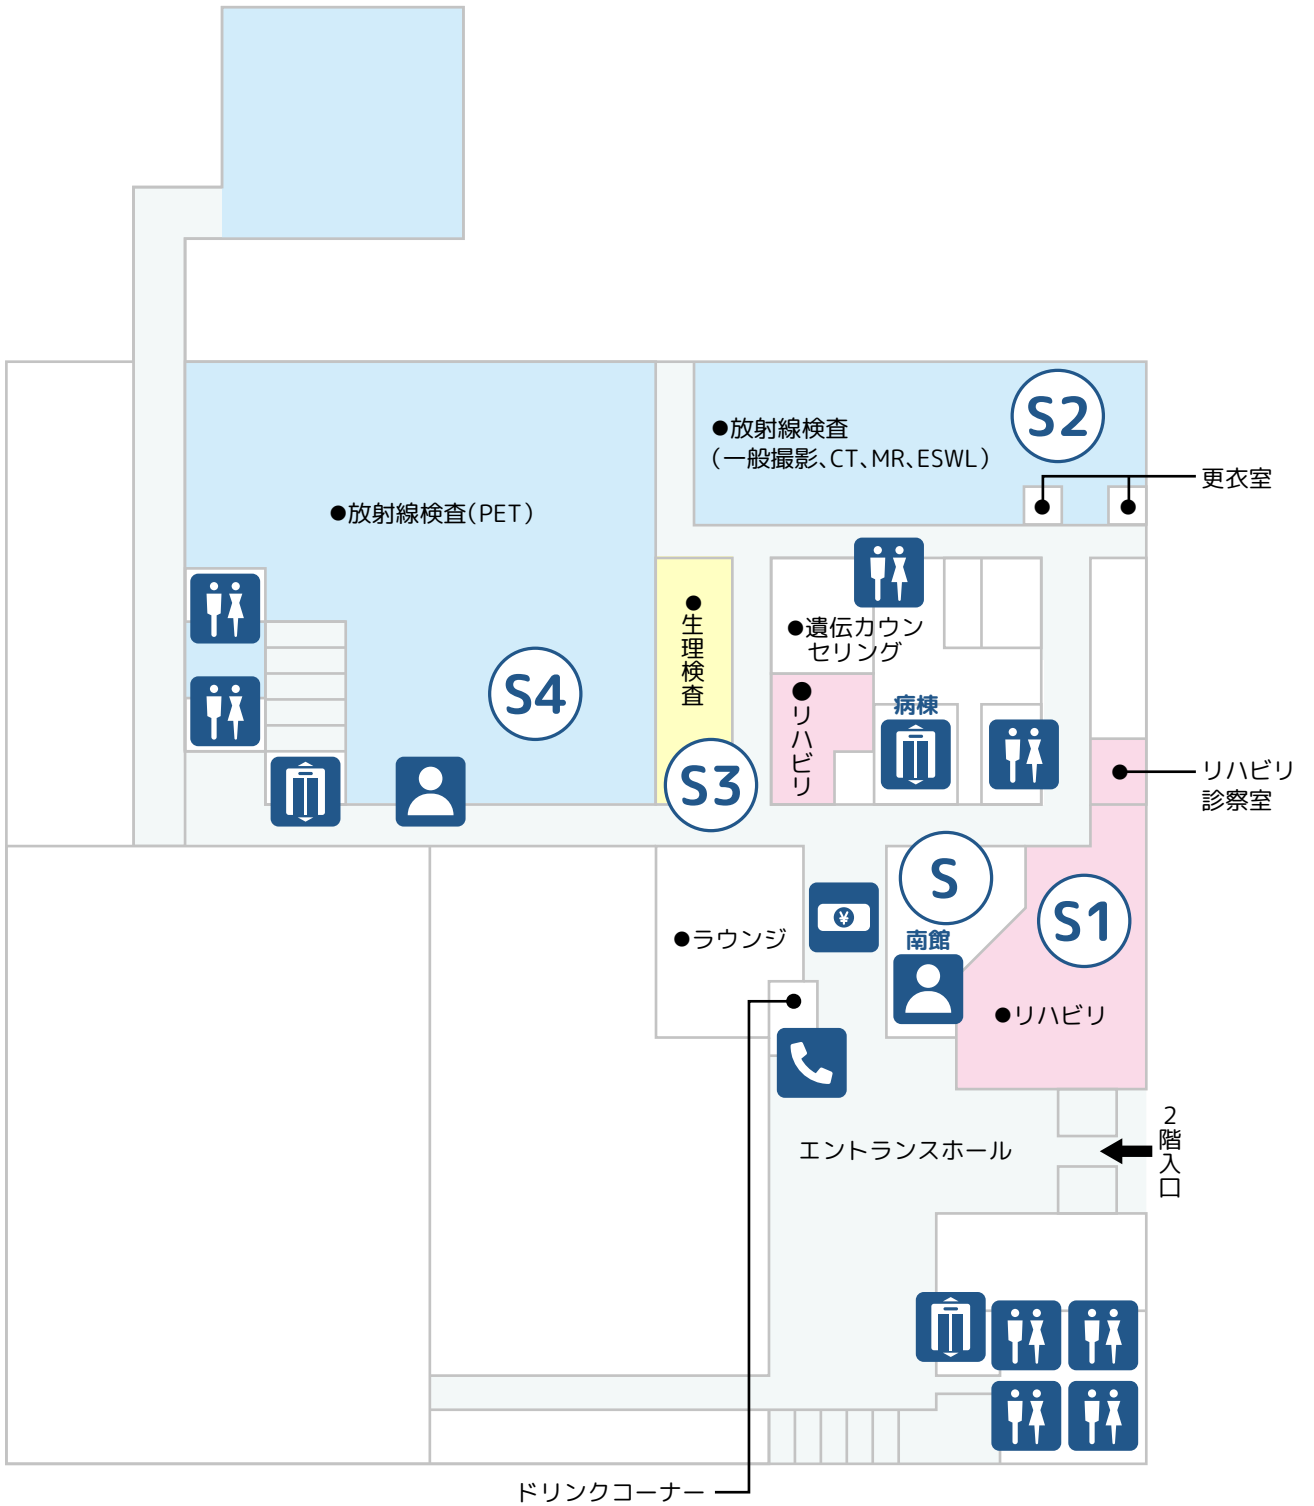 S2
●放射線検査
（一般撮影、CT、MR、ESWL）
更衣室
●放射線検査（PET）
●生理検査
●遺伝カウン
セリング
S4
●リハビリ
病棟
S3
リハビリ
診察室
S
S1
¥
●ラウンジ
南館
●リハビリ
エントランスホール
2階入口
ドリンクコーナー